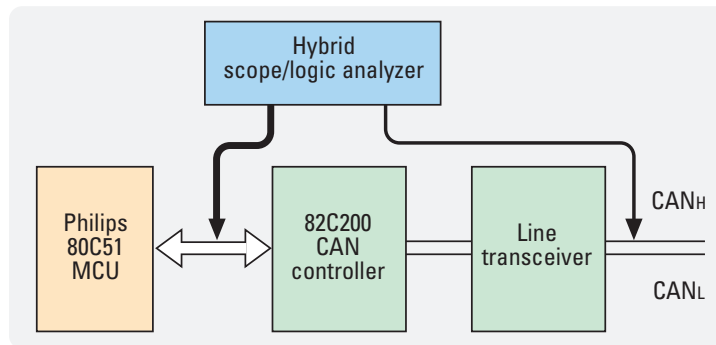 Hybrid
scope/logic analyzer
Philips
80C51
MCU
82C200
CAN
controller
Line
transceiver
CANH
CANL